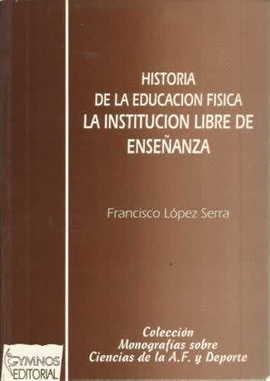 HISTORIA
DE LA EDUCACION FISICA
LA INSTITUCION LIBRE DE
ENSEÑANZA
Francisco López Serra
GYMNOS
EDITORIAL
Colección
Monografías sobre
Ciencias de la A.F. y Deporte